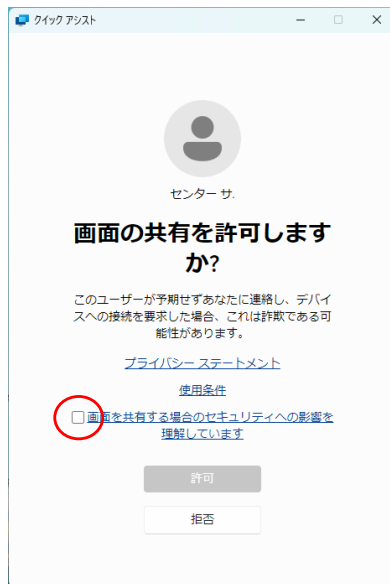 クイック アシスト
センター サ.
画面の共有を許可します
か?
このユーザーが予期せずあなたに連絡し、デバイ
スへの接続を要求した場合、これは詐欺である可
能性があります。
プライバシー ステートメント
使用条件
画面を共有する場合のセキュリティへの影響を
理解しています
許可
拒否